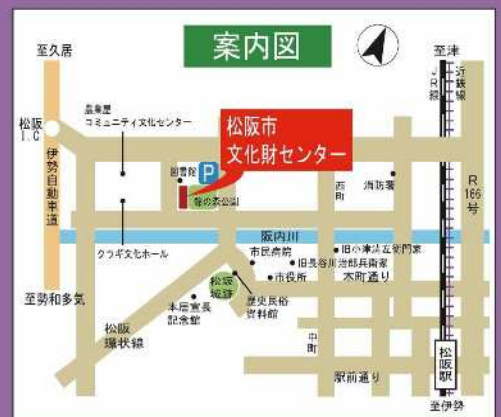 案内図
至久居
至津
JR線
近鉄線
農業屋
コミュニティ文化センター
松阪
I.C
松阪市
文化財センター
図書館
P
鈴の森公園
西町
消防署
R
166
号
伊勢自動車道
阪内川
クラギ文化ホール
市民病院
旧小津清左衛門家
旧長谷川治郎兵衛家
市役所
本町通り
至勢和多気
松坂
城跡
歴史民俗
資料館
本居宣長
記念館
松阪
環状線
中町
松阪駅
駅前通り
至伊勢